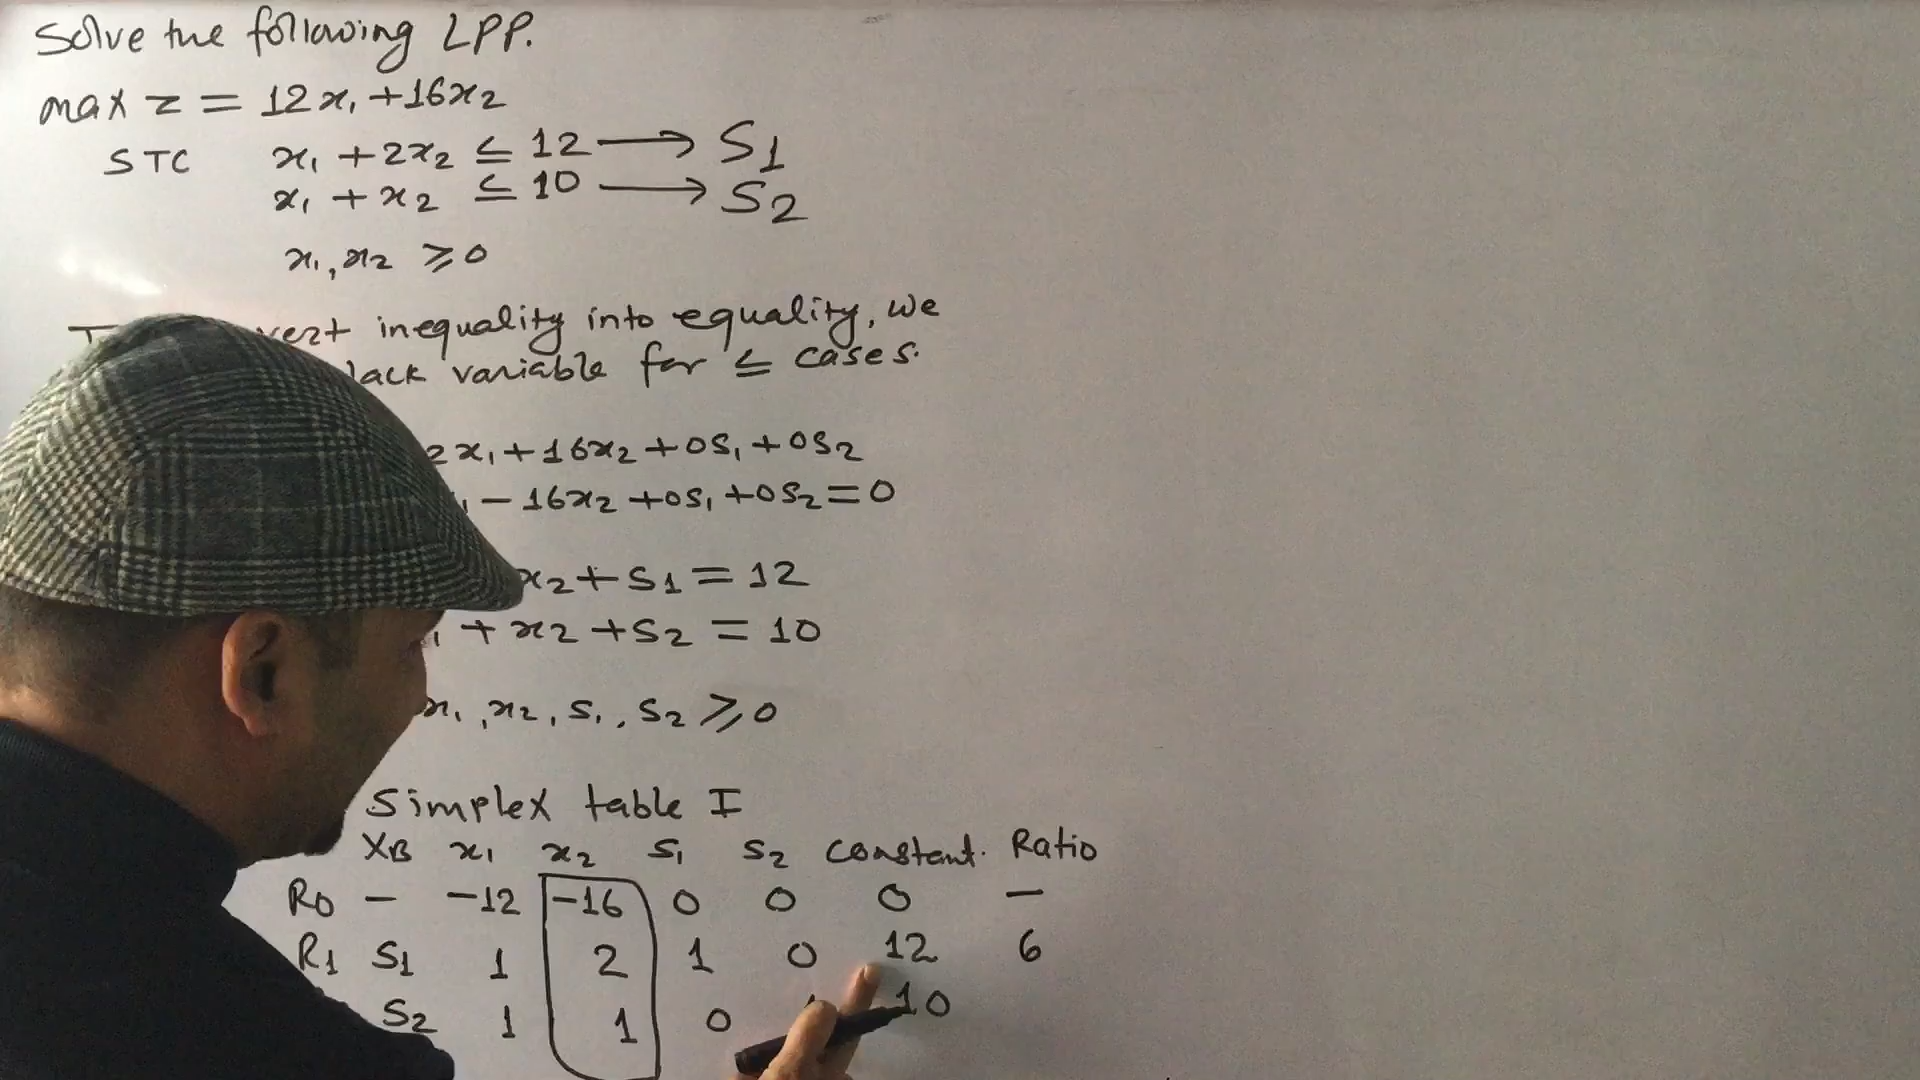 Solve the following LPP.
max z = 12x₁ + 16x₂
STC x₁ + 2x₂ ≤ 12 → S1
x₁ + x₂ ≤ 10 → S2
x₁, x₂ ≥ 0
inequality into equality, we
variable for ≤ cases.
x₁ + 16x₂ + 0S₁ + 0S₂
- 16x₂ + 0S₁ + 0S₂ = 0
x₂ + S₁ = 12
+ x₂ + S₂ = 10
x₁, x₂, S₁, S₂ ≥ 0
Simplex table I
XB x₁ x₂ S₁ S₂ constant. Ratio
R0 — -12 -16 0 0 0 —
R1 S1 1 2 1 0 12 6
S2 1 1 0 10